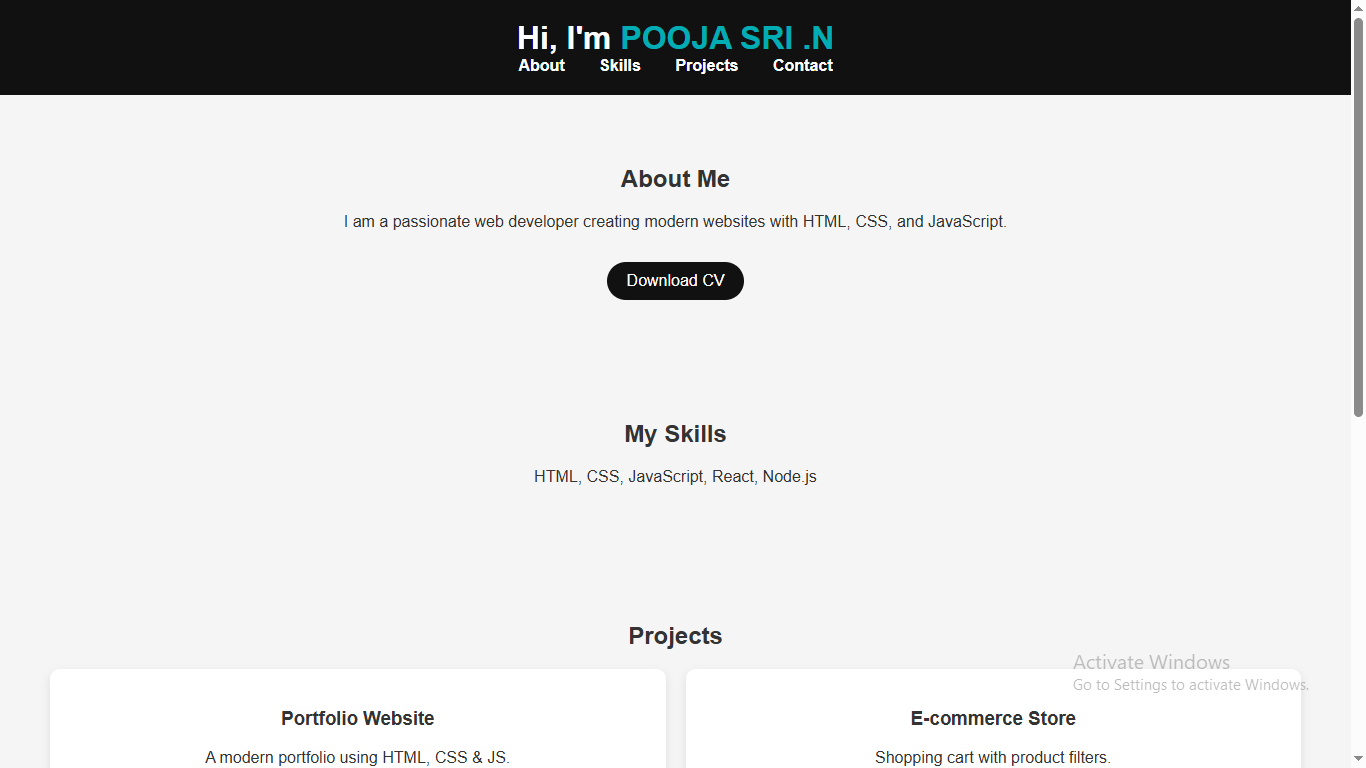 Hi, I'm POOJA SRI .N
About Skills Projects Contact
About Me
I am a passionate web developer creating modern websites with HTML, CSS, and JavaScript.
Download CV
My Skills
HTML, CSS, JavaScript, React, Node.js
Projects
Activate Windows
Go to Settings to activate Windows.
Portfolio Website
A modern portfolio using HTML, CSS & JS.
E-commerce Store
Shopping cart with product filters.